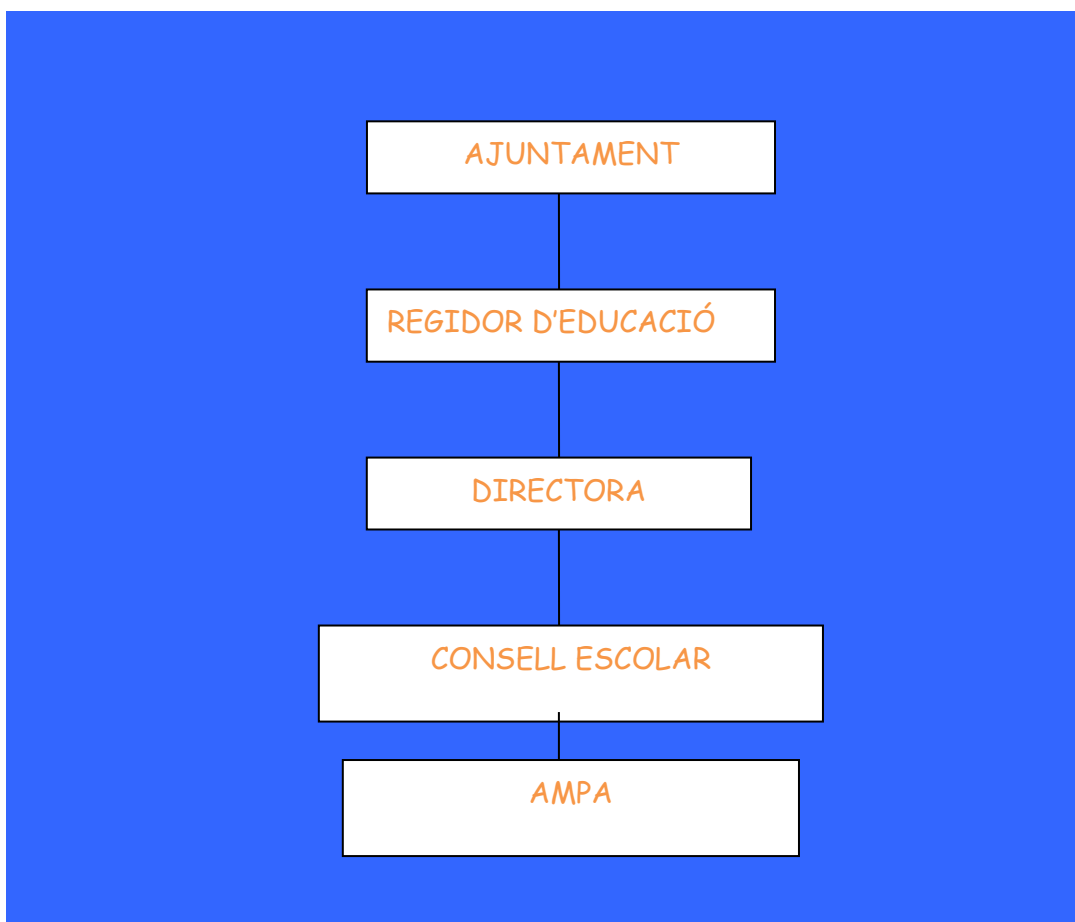 AJUNTAMENT
REGIDOR D’EDUCACIÓ
DIRECTORA
CONSELL ESCOLAR
AMPA